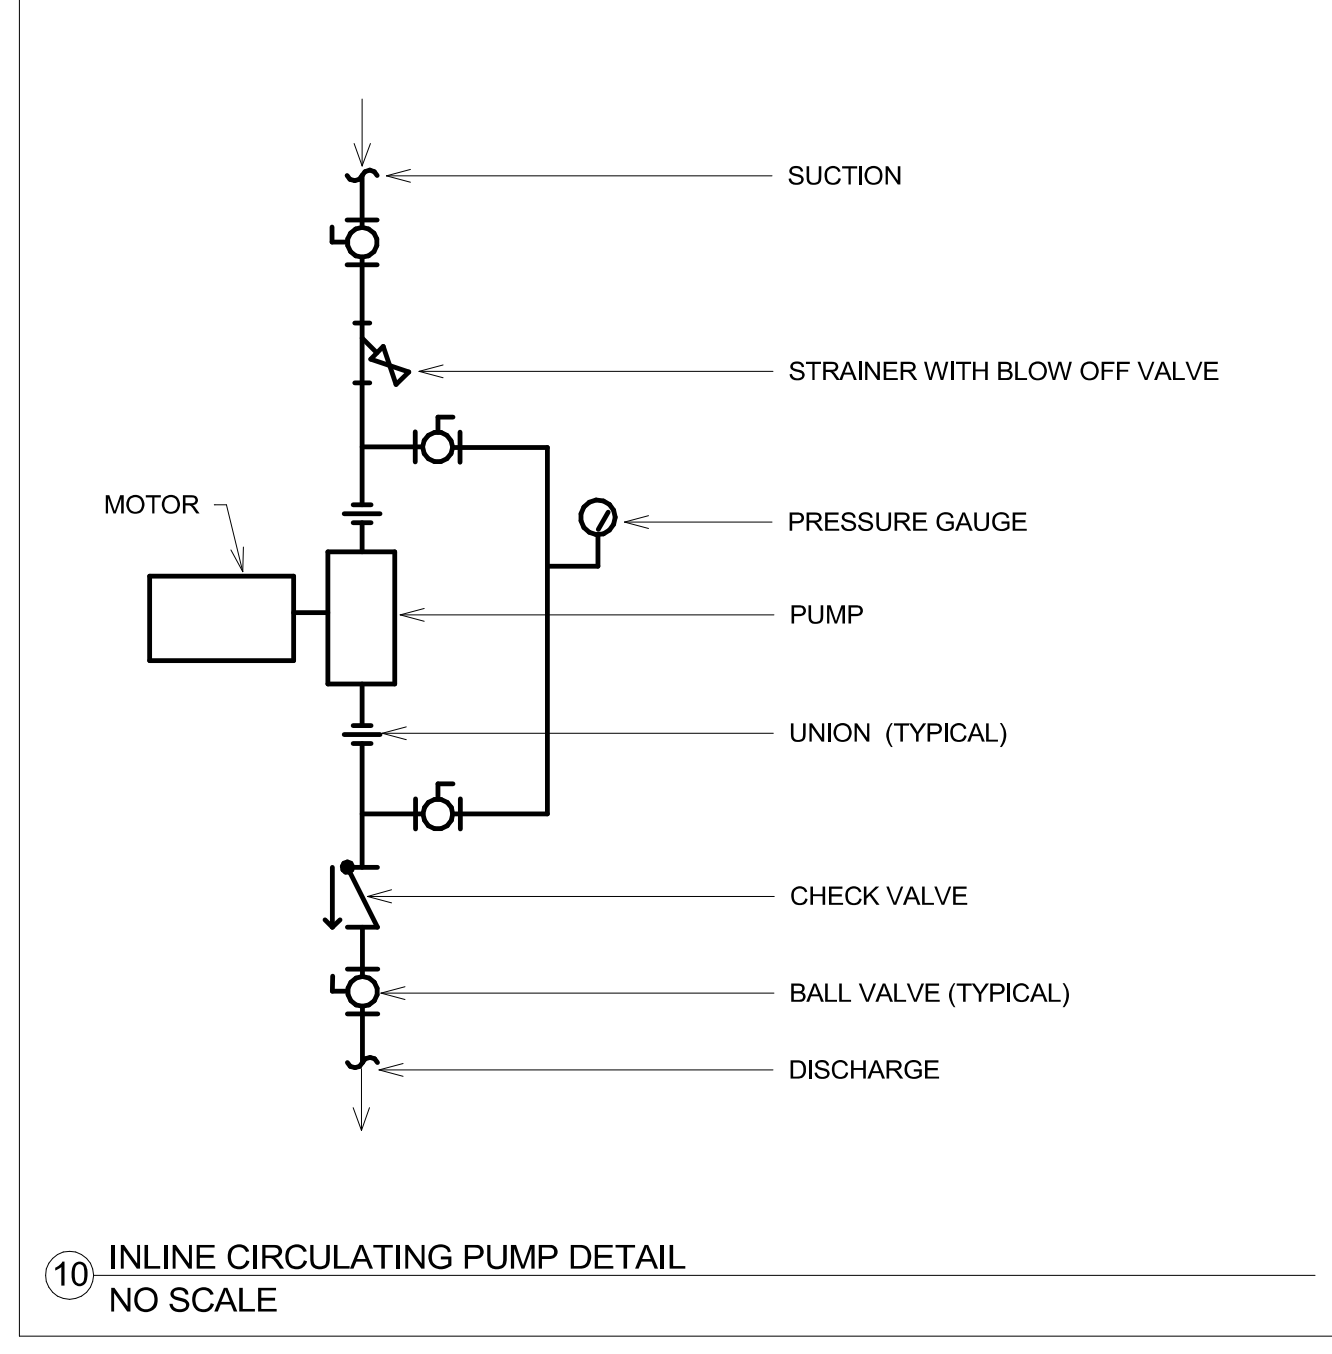 SUCTION
STRAINER WITH BLOW OFF VALVE
MOTOR
PRESSURE GAUGE
PUMP
UNION (TYPICAL)
CHECK VALVE
BALL VALVE (TYPICAL)
DISCHARGE
10 INLINE CIRCULATING PUMP DETAIL
NO SCALE